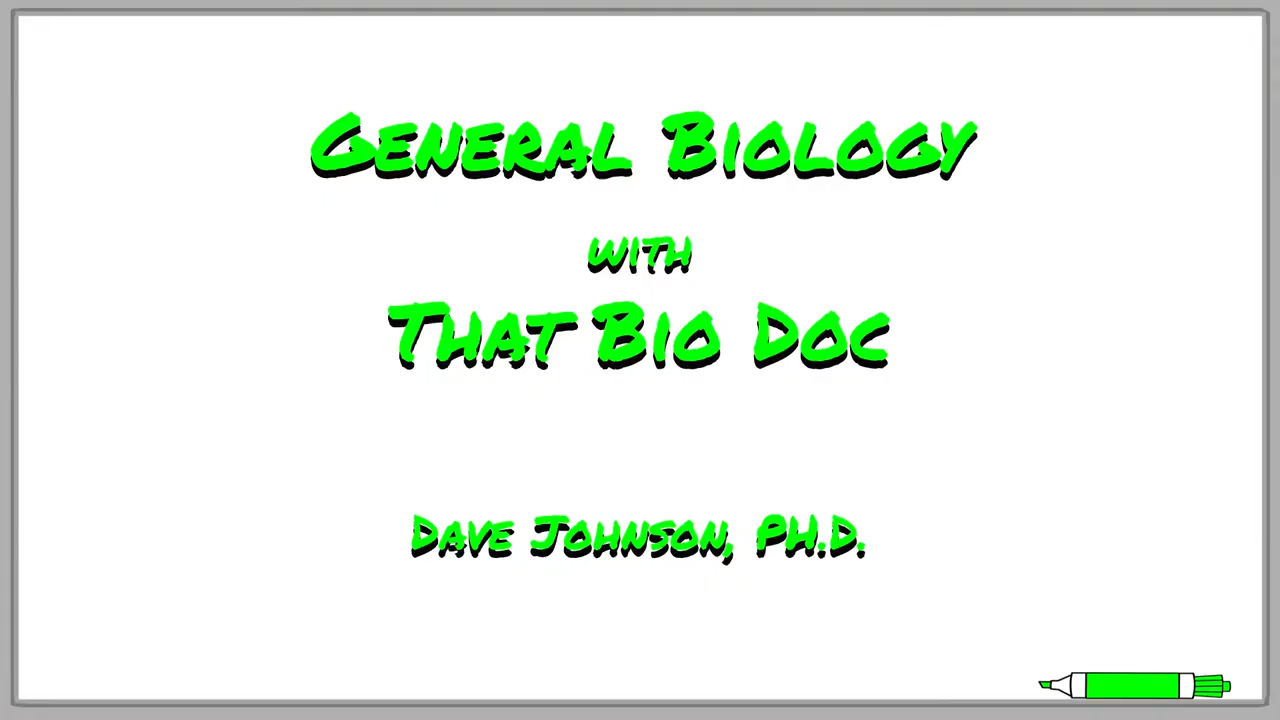 General Biology
with
That Bio Doc
Dave Johnson, PH.D.